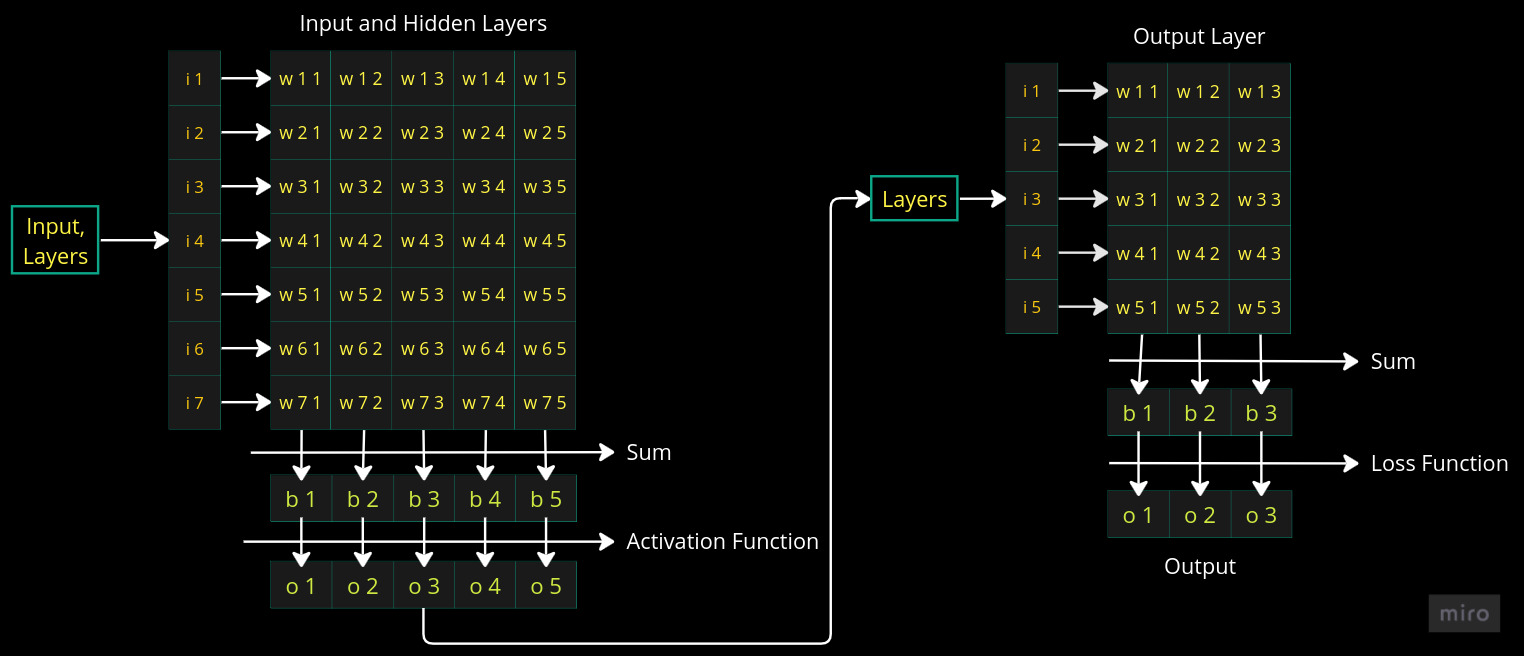 Input and Hidden Layers
i 1 w 1 1 w 1 2 w 1 3 w 1 4 w 1 5
i 2 w 2 1 w 2 2 w 2 3 w 2 4 w 2 5
i 3 w 3 1 w 3 2 w 3 3 w 3 4 w 3 5
Input,
Layers
i 4 w 4 1 w 4 2 w 4 3 w 4 4 w 4 5
i 5 w 5 1 w 5 2 w 5 3 w 5 4 w 5 5
i 6 w 6 1 w 6 2 w 6 3 w 6 4 w 6 5
i 7 w 7 1 w 7 2 w 7 3 w 7 4 w 7 5
Sum
b 1 b 2 b 3 b 4 b 5
Activation Function
o 1 o 2 o 3 o 4 o 5
Output Layer
i 1 w 1 1 w 1 2 w 1 3
i 2 w 2 1 w 2 2 w 2 3
Layers
i 3 w 3 1 w 3 2 w 3 3
i 4 w 4 1 w 4 2 w 4 3
i 5 w 5 1 w 5 2 w 5 3
Sum
b 1 b 2 b 3
Loss Function
o 1 o 2 o 3
Output
miro